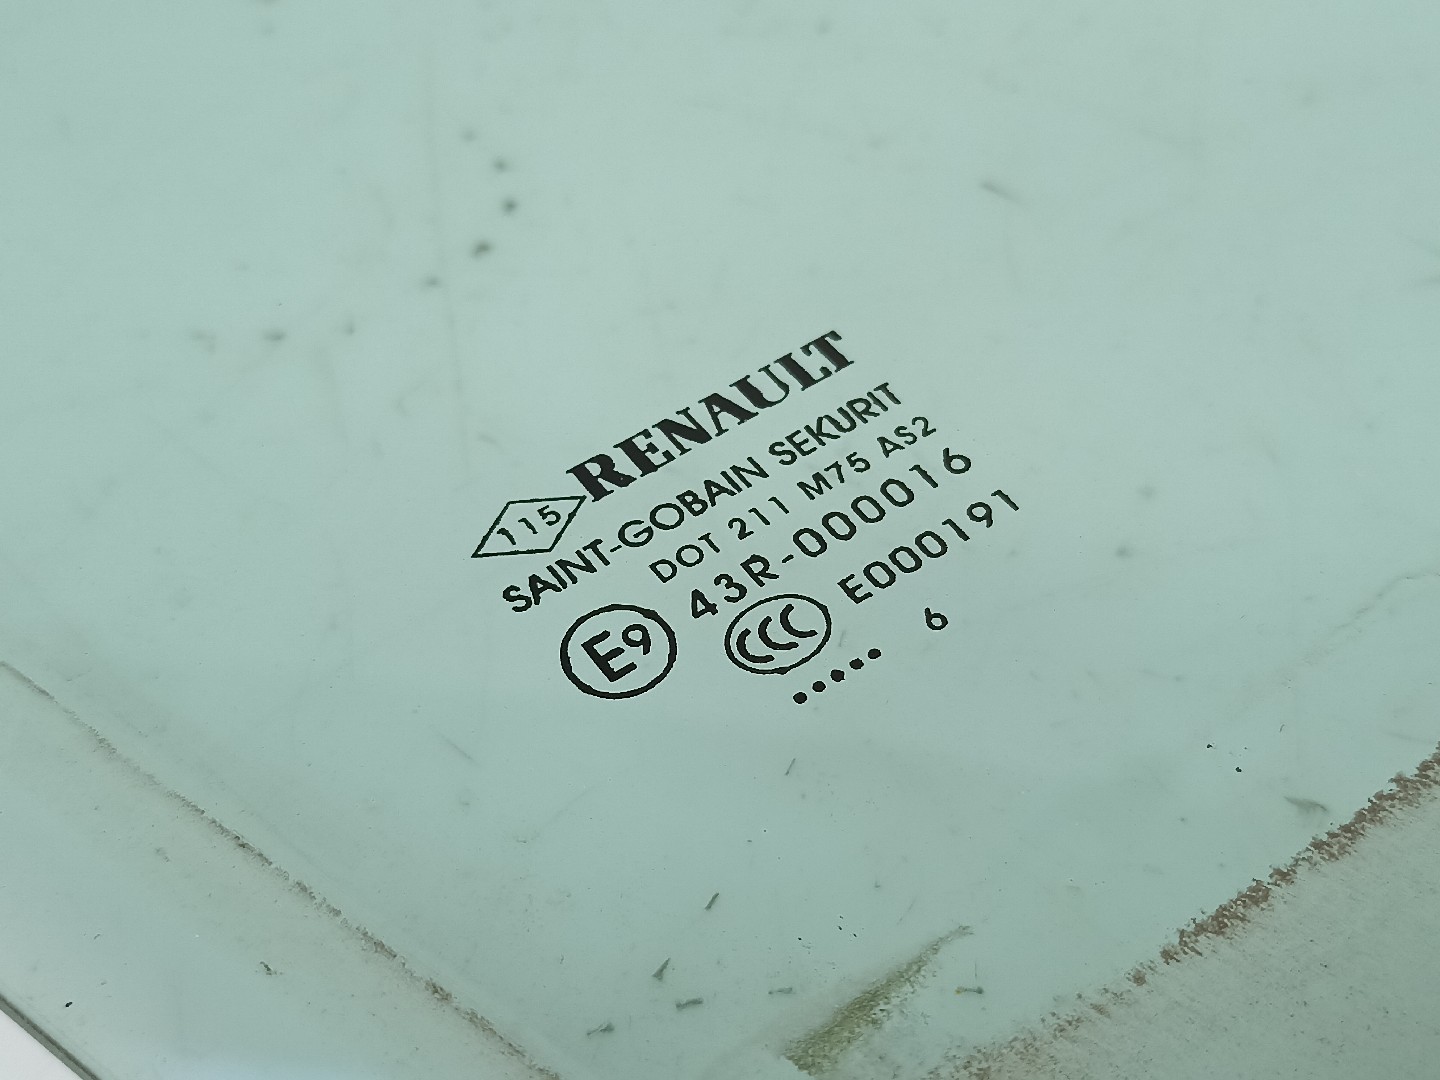 115 RENAULT
SAINT-GOBAIN SEKURIT
DOT 211 M75 AS2
E9 43R-000016
CCC E000191
..... 6